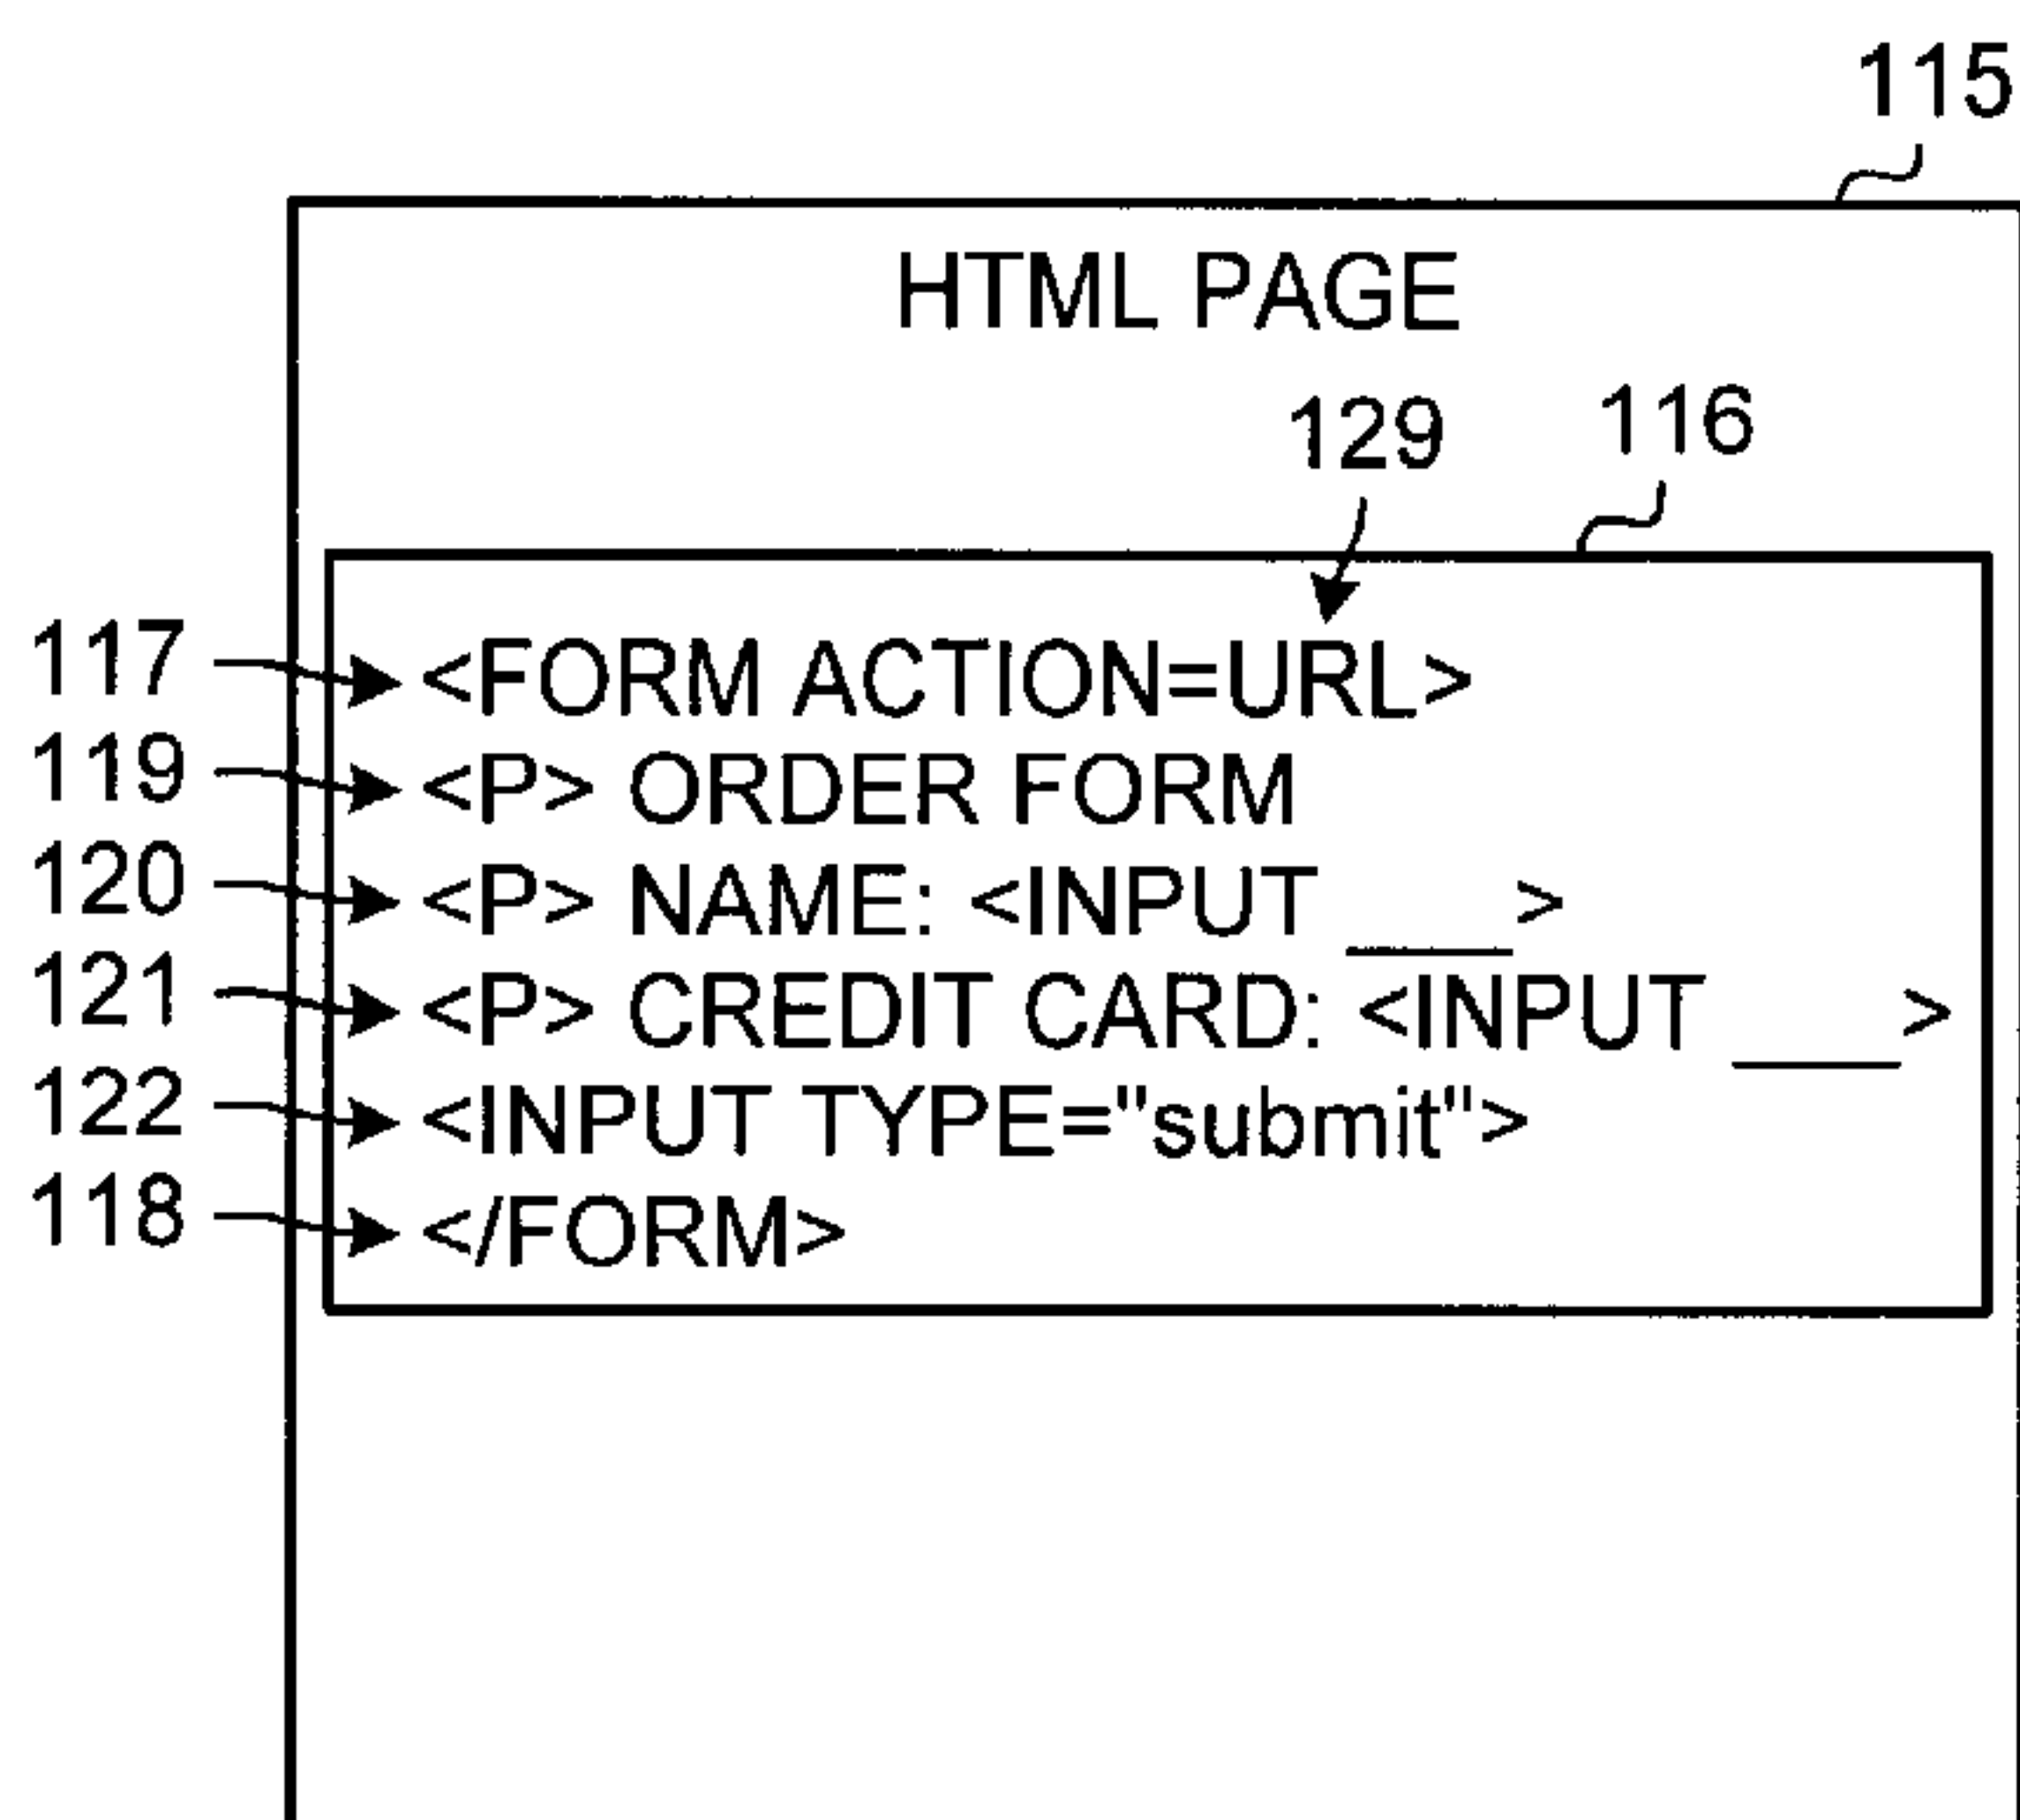 115
HTML PAGE
129 116
117 <FORM ACTION=URL>
119 <P> ORDER FORM
120 <P> NAME: <INPUT ___>
121 <P> CREDIT CARD: <INPUT ___>
122 <INPUT TYPE="submit">
118 </FORM>